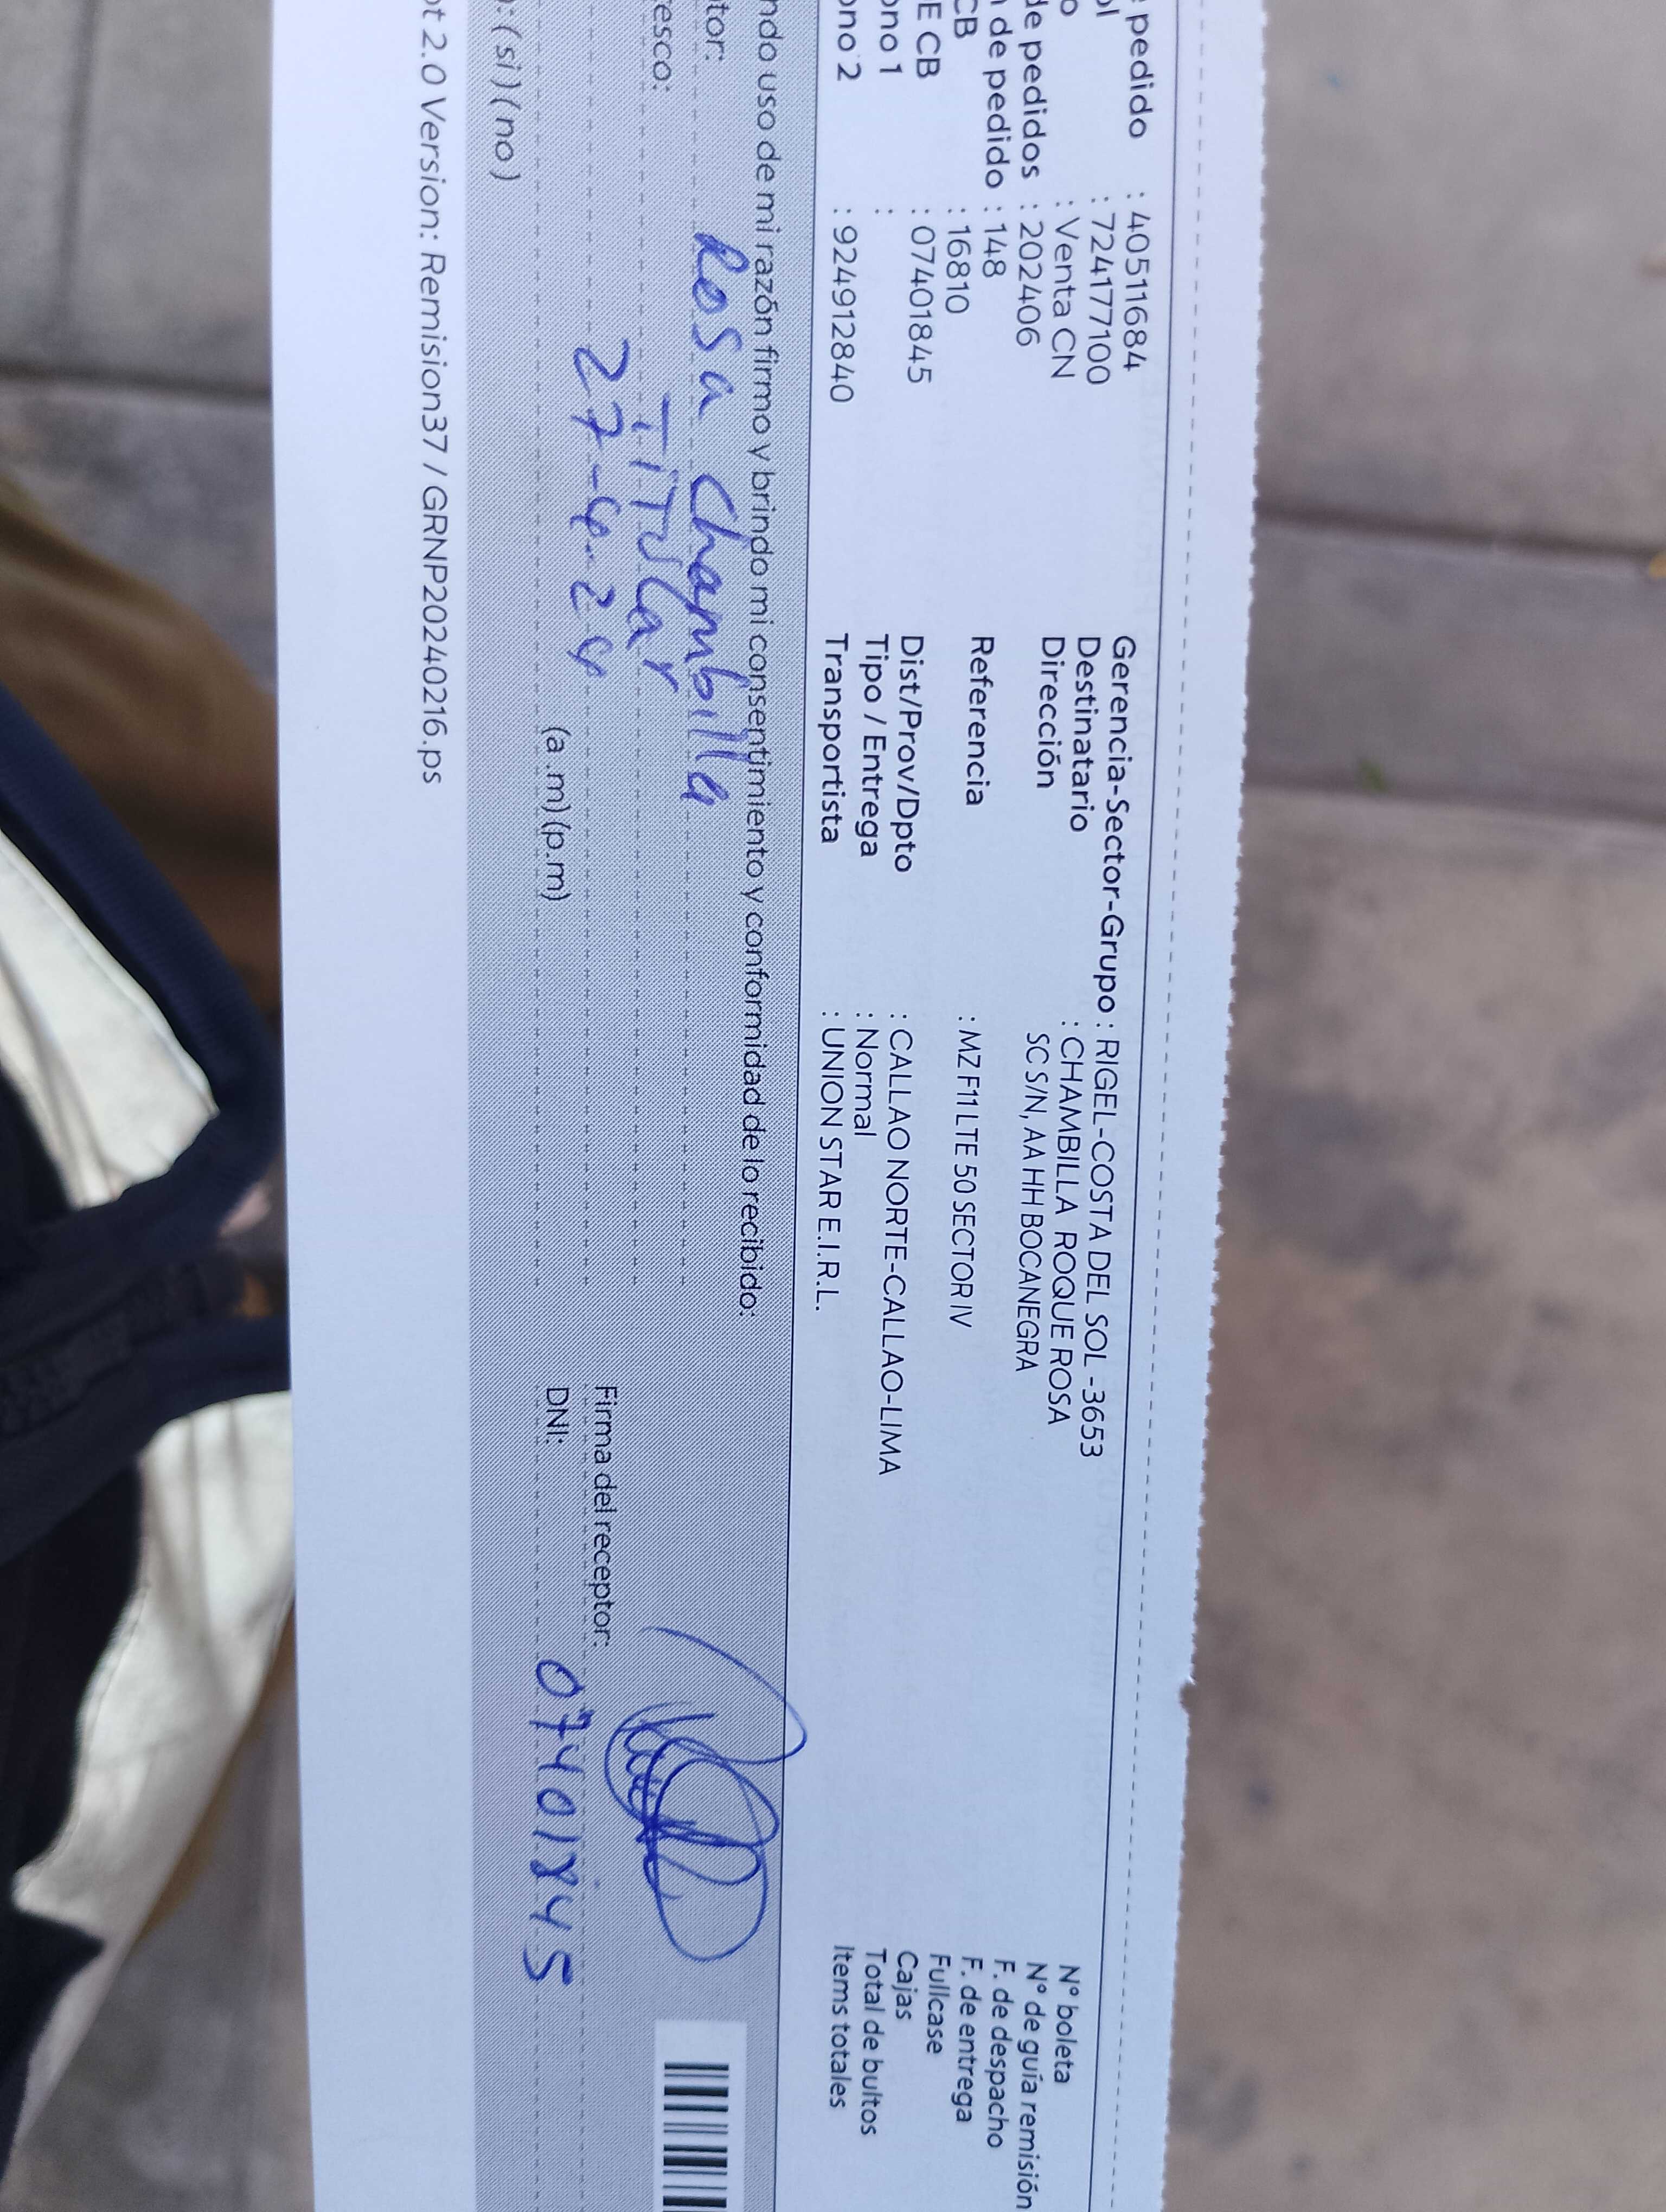 pedido : 40511684
ol : 724177100
o : Venta CN
de pedidos : 202406
de pedido : 148
CB : 16810
E CB : 07401845
ono 1 :
ono 2 : 924912840
Gerencia-Sector-Grupo : RIGEL-COSTA DEL SOL -3653
Destinatario : CHAMBILLA ROQUE ROSA
Dirección SC S/N, AA HH BOCANEGRA
Referencia : MZ F11 LTE 50 SECTOR IV
Dist/Prov/Dpto : CALLAO NORTE-CALLAO-LIMA
Tipo / Entrega : Normal
Transportista : UNION STAR E.I.R.L.
N° boleta
N° de guía remisión
F. de despacho
F. de entrega
Fullcase
Cajas
Total de bultos
Items totales
ndo uso de mi razón firmo y brindo mi consentimiento y conformidad de lo recibido:
tor: Rosa Chambilla
esco: Titular
27-4-24
(a.m)(p.m)
Firma del receptor:
DNI: 07401845
: (si) (no)
ot 2.0 Version: Remision37 / GRNP20240216.ps